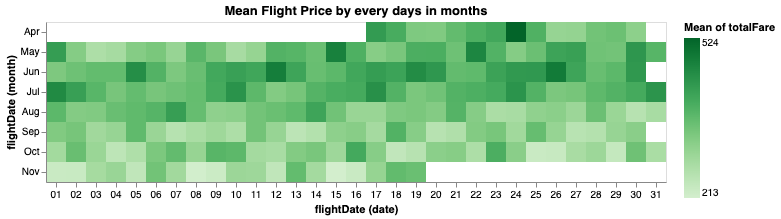 Mean Flight Price by every days in months
Apr
May
Jun
Jul
Aug
Sep
Oct
Nov
flightDate (month)
01 02 03 04 05 06 07 08 09 10 11 12 13 14 15 16 17 18 19 20 21 22 23 24 25 26 27 28 29 30 31
flightDate (date)
Mean of totalFare
524
213